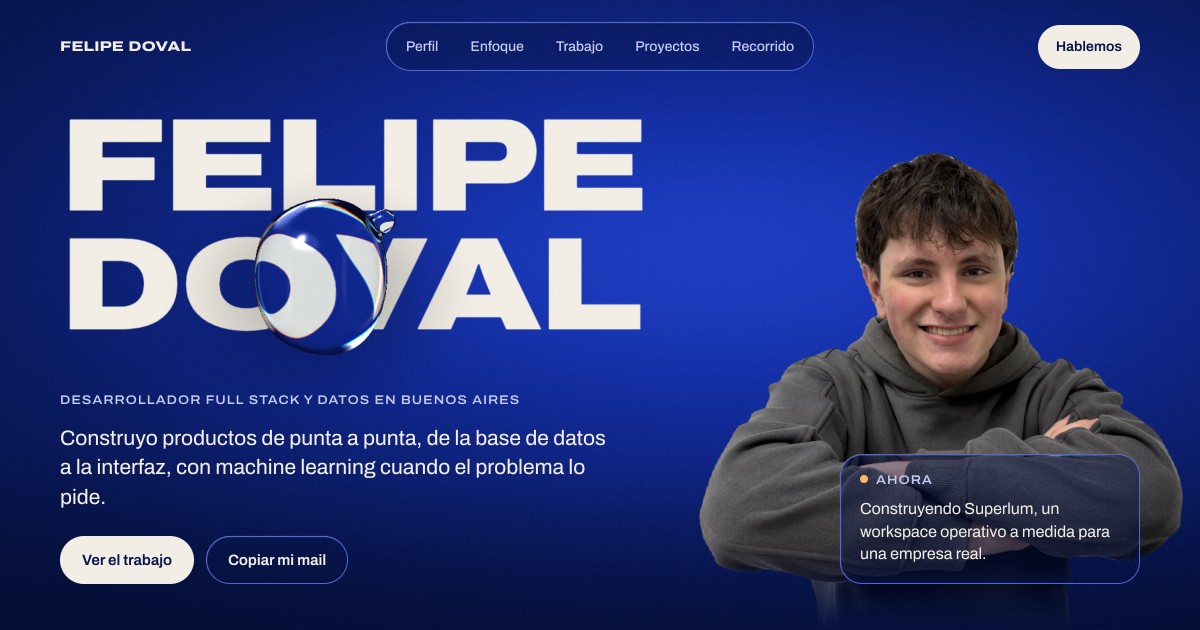 FELIPE DOVAL
Perfil
Enfoque
Trabajo
Proyectos
Recorrido
Hablemos
FELIPE
DOVAL
DESARROLLADOR FULL STACK Y DATOS EN BUENOS AIRES
Construyo productos de punta a punta, de la base de datos
a la interfaz, con machine learning cuando el problema lo
pide.
Ver el trabajo
Copiar mi mail
AHORA
Construyendo Superlum, un
workspace operativo a medida para
una empresa real.